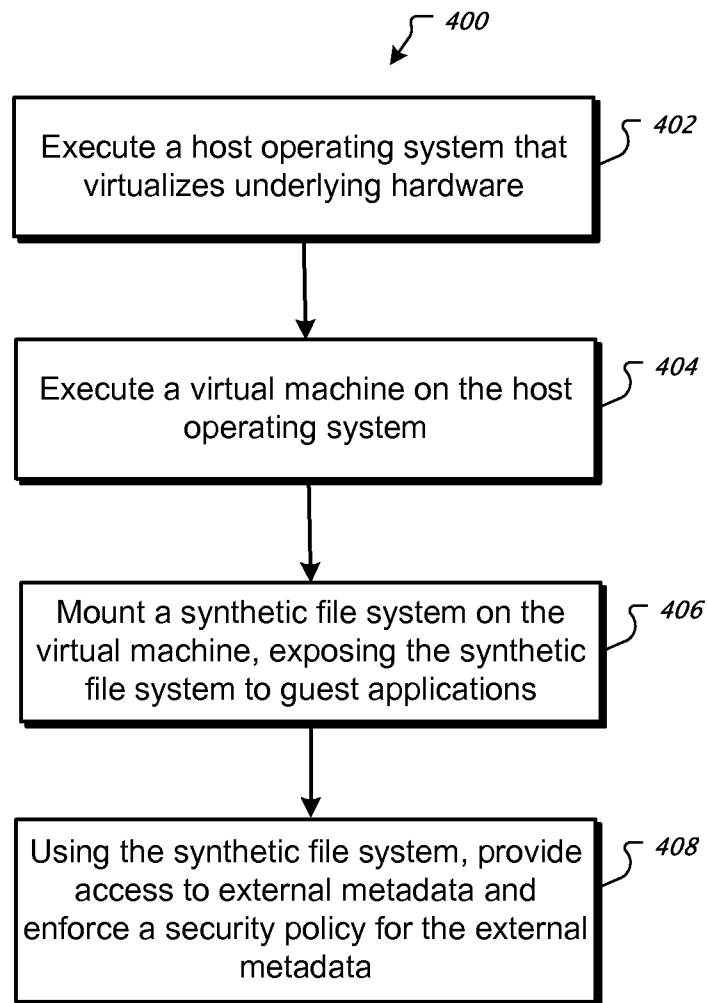 400
Execute a host operating system that
virtualizes underlying hardware
402
Execute a virtual machine on the host
operating system
404
Mount a synthetic file system on the
virtual machine, exposing the synthetic
file system to guest applications
406
Using the synthetic file system, provide
access to external metadata and
enforce a security policy for the external
metadata
408